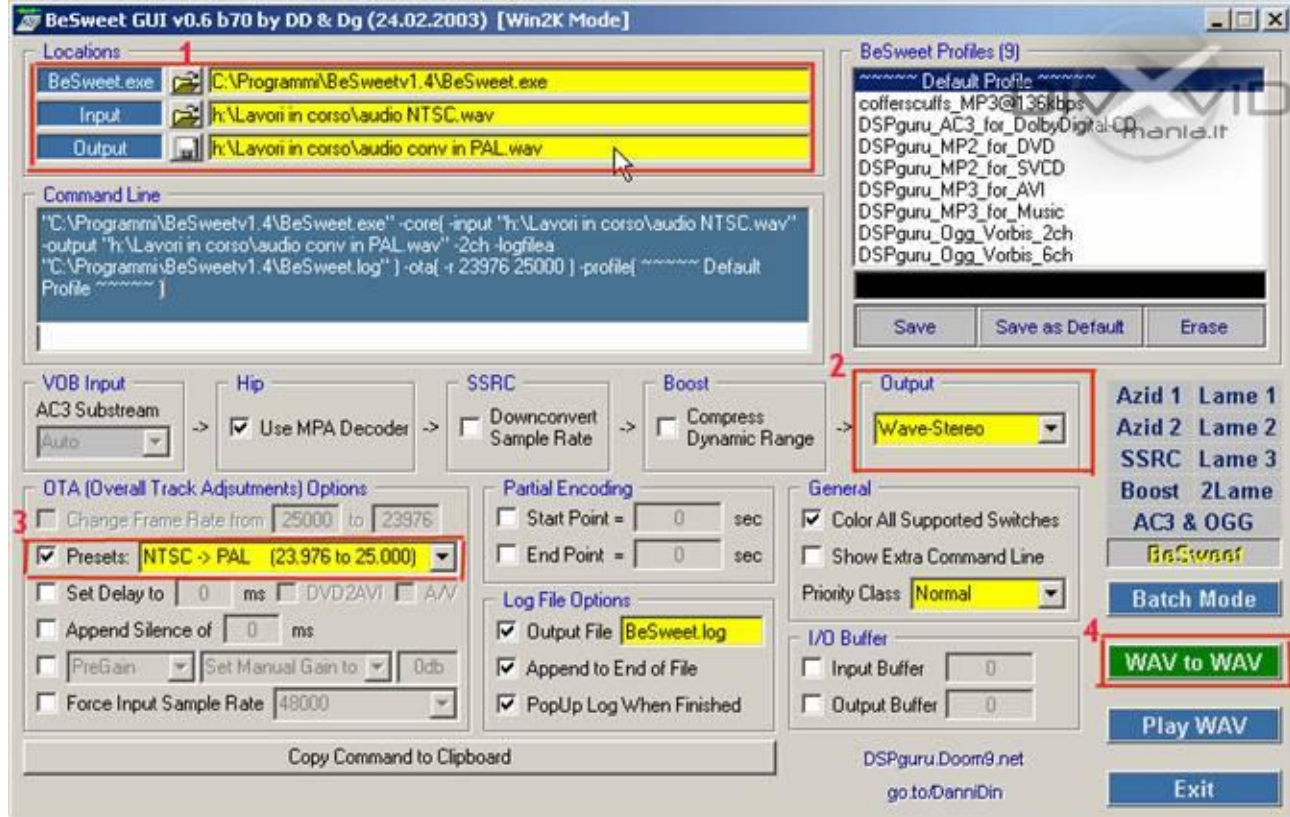 BeSweet GUI v0.6 b70 by DD & Dg (24.02.2003) [Win2K Mode]
Locations
1
BeSweet.exe C:\Programmi\BeSweetv1.4\BeSweet.exe
Input h:\Lavori in corso\audio NTSC.wav
Output h:\Lavori in corso\audio conv in PAL.wav
BeSweet Profiles (9)
~~~~~ Default Profile ~~~~~
cofferscuffs_MP3@136kbps
DSPguru_AC3_for_DolbyDigital-CD
DSPguru_MP2_for_DVD
DSPguru_MP2_for_SVCD
DSPguru_MP3_for_AVI
DSPguru_MP3_for_Music
DSPguru_Ogg_Vorbis_2ch
DSPguru_Ogg_Vorbis_6ch
mania.it
Save Save as Default Erase
Command Line
"C:\Programmi\BeSweetv1.4\BeSweet.exe" -core( -input "h:\Lavori in corso\audio NTSC.wav"
-output "h:\Lavori in corso\audio conv in PAL.wav" -2ch -logfilea
"C:\Programmi\BeSweetv1.4\BeSweet.log" ) -ota( -r 23976 25000 ) -profile( ~~~~~ Default
Profile ~~~~~ )
VOB Input
AC3 Substream
Auto
->
Hip
Use MPA Decoder
->
SSRC
Downconvert
Sample Rate
->
Boost
Compress
Dynamic Range
->
2
Output
Wave-Stereo
Azid 1 Lame 1
Azid 2 Lame 2
SSRC Lame 3
Boost 2Lame
AC3 & OGG
BeSweet
Batch Mode
4
WAV to WAV
Play WAV
Exit
OTA (Overall Track Adjsutments) Options
Change Frame Rate from 25000 to 23976
3
Presets: NTSC -> PAL (23.976 to 25.000)
Set Delay to 0 ms DVD2AVI A/V
Append Silence of 0 ms
PreGain Set Manual Gain to 0db
Force Input Sample Rate 48000
Partial Encoding
Start Point = 0 sec
End Point = 0 sec
Log File Options
Output File BeSweet.log
Append to End of File
PopUp Log When Finished
General
Color All Supported Switches
Show Extra Command Line
Priority Class Normal
I/O Buffer
Input Buffer 0
Output Buffer 0
Copy Command to Clipboard
DSPguru.Doom9.net
go.to/DanniDin